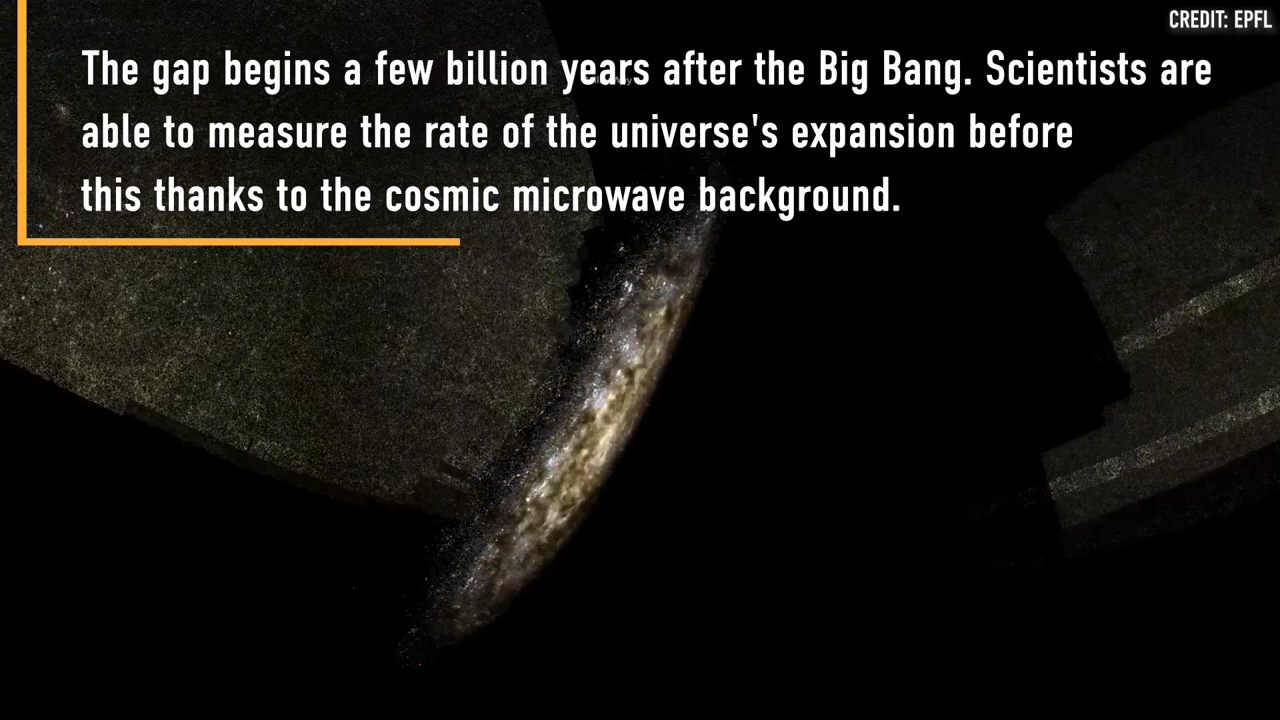 CREDIT: EPFL
The gap begins a few billion years after the Big Bang. Scientists are
able to measure the rate of the universe's expansion before
this thanks to the cosmic microwave background.